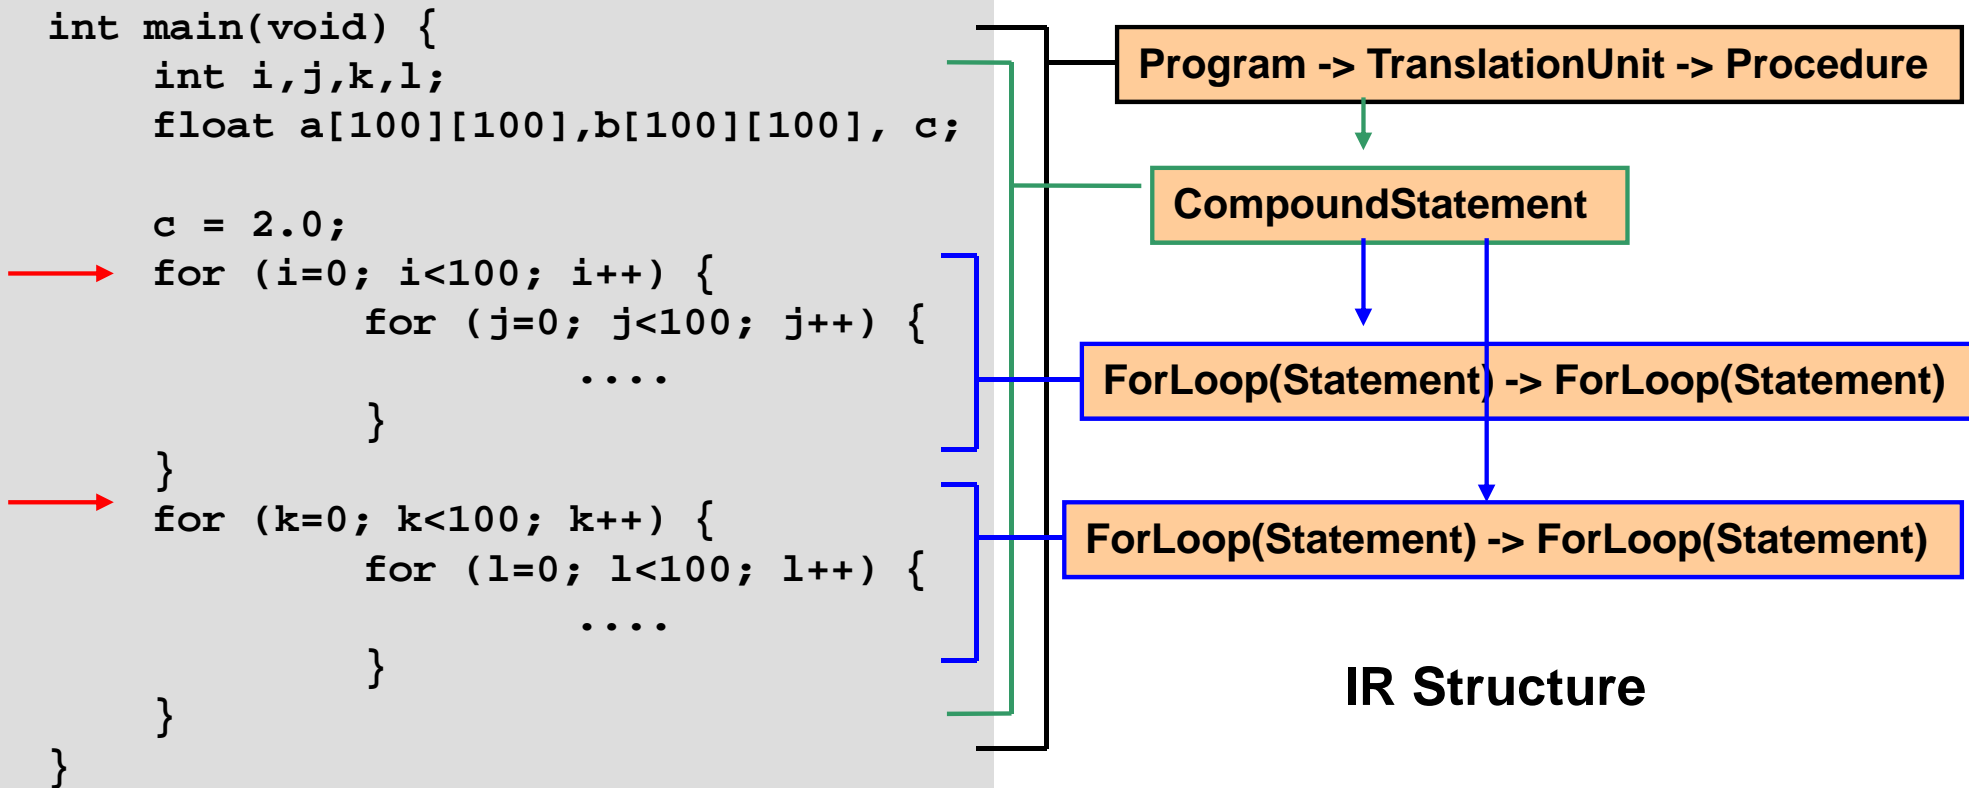 int main(void) {
int i,j,k,l;
float a[100][100],b[100][100], c;
c = 2.0;
for (i=0; i<100; i++) {
for (j=0; j<100; j++) {
....
}
}
for (k=0; k<100; k++) {
for (l=0; l<100; l++) {
....
}
}
}
Program -> TranslationUnit -> Procedure
CompoundStatement
ForLoop(Statement) -> ForLoop(Statement)
ForLoop(Statement) -> ForLoop(Statement)
IR Structure